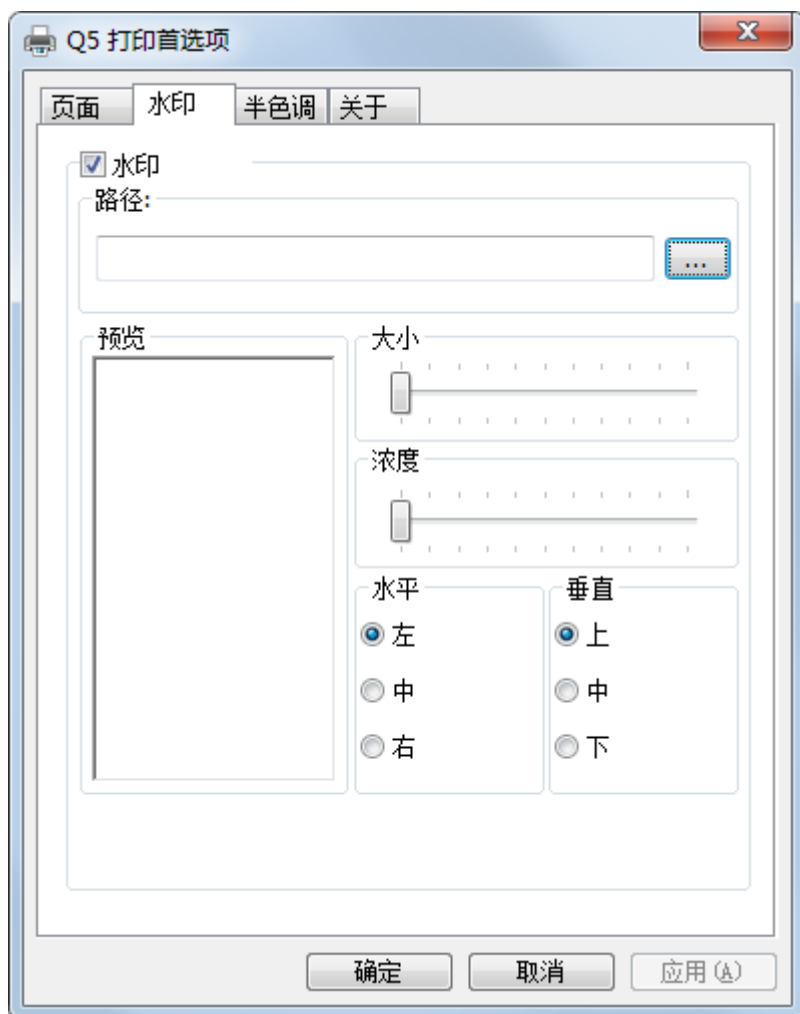 Q5 打印首选项
页面 水印 半色调 关于
水印
路径:
...
预览
大小
浓度
水平 垂直
左 上
中 中
右 下
确定 取消 应用(A)